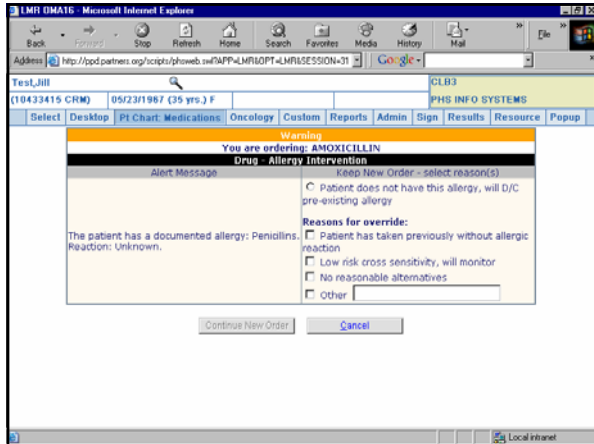 LMR OMA16 - Microsoft Internet Explorer
Back Forward Stop Refresh Home Search Favorites Media History Mail » File
Address http://ppd.partners.org/scripts/phsweb.swl?APP=LMR&OPT=LMR&SESSION=31 Google -
Test,Jill CLB3
(10433415 CRM) 05/23/1967 (35 yrs.) F PHS INFO SYSTEMS
Select Desktop Pt Chart: Medications Oncology Custom Reports Admin Sign Results Resource Popup
Warning
You are ordering: AMOXICILLIN
Drug - Allergy Intervention
Alert Message Keep New Order - select reason(s)
Patient does not have this allergy, will D/C
pre-existing allergy
Reasons for override:
The patient has a documented allergy: Penicillins.
Reaction: Unknown.
Patient has taken previously without allergic
reaction
Low risk cross sensitivity, will monitor
No reasonable alternatives
Other
Continue New Order Cancel
Local intranet